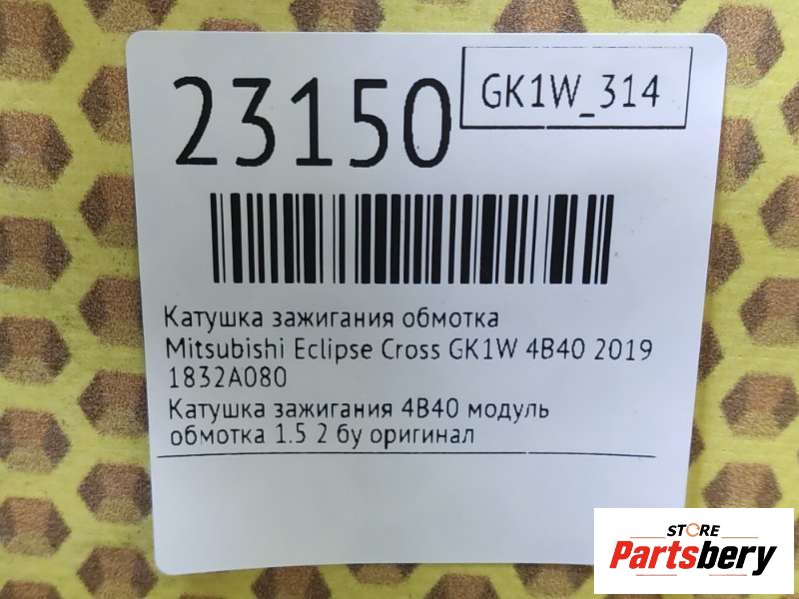 23150
GK1W_314
Катушка зажигания обмотка
Mitsubishi Eclipse Cross GK1W 4B40 2019
1832A080
Катушка зажигания 4B40 модуль
обмотка 1.5 2 бу оригинал
STORE
Partsbery